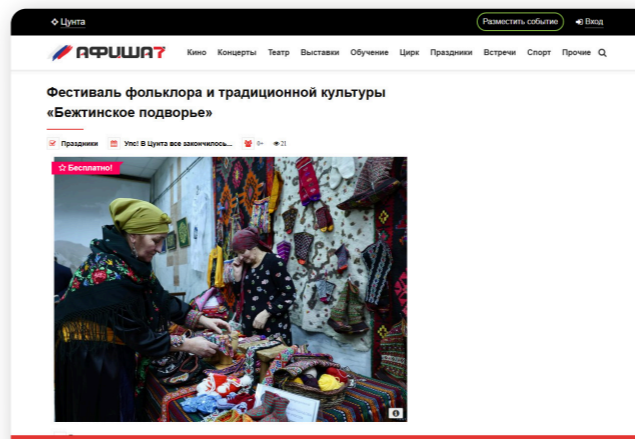 Цунта
Разместить событие
Вход
АФИША7
Кино Концерты Театр Выставки Обучение Цирк Праздники Встречи Спорт Прочие
Фестиваль фольклора и традиционной культуры
«Бежтинское подворье»
Праздники Упс! В Цунта все закончилось... 0+ 21
Бесплатно!